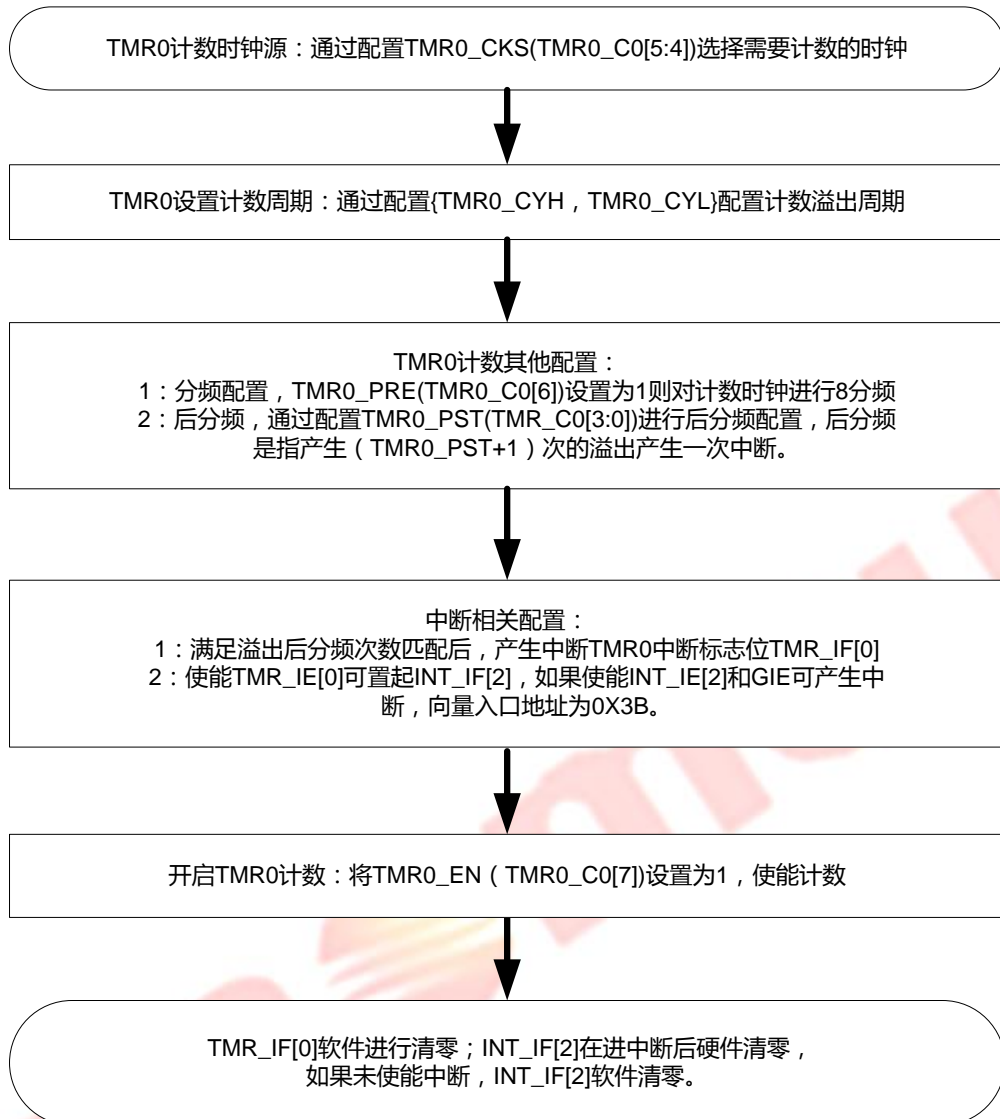 TMR0计数时钟源：通过配置TMR0_CKS(TMR0_C0[5:4])选择需要计数的时钟
TMR0设置计数周期：通过配置{TMR0_CYH，TMR0_CYL}配置计数溢出周期
TMR0计数其他配置：
1：分频配置，TMR0_PRE(TMR0_C0[6])设置为1则对计数时钟进行8分频
2：后分频，通过配置TMR0_PST(TMR_C0[3:0])进行后分频配置，后分频
是指产生（TMR0_PST+1）次的溢出产生一次中断。
中断相关配置：
1：满足溢出后分频次数匹配后，产生中断TMR0中断标志位TMR_IF[0]
2：使能TMR_IE[0]可置起INT_IF[2]，如果使能INT_IE[2]和GIE可产生中
断，向量入口地址为0X3B。
开启TMR0计数：将TMR0_EN（TMR0_C0[7])设置为1，使能计数
TMR_IF[0]软件进行清零；INT_IF[2]在进中断后硬件清零，
如果未使能中断，INT_IF[2]软件清零。